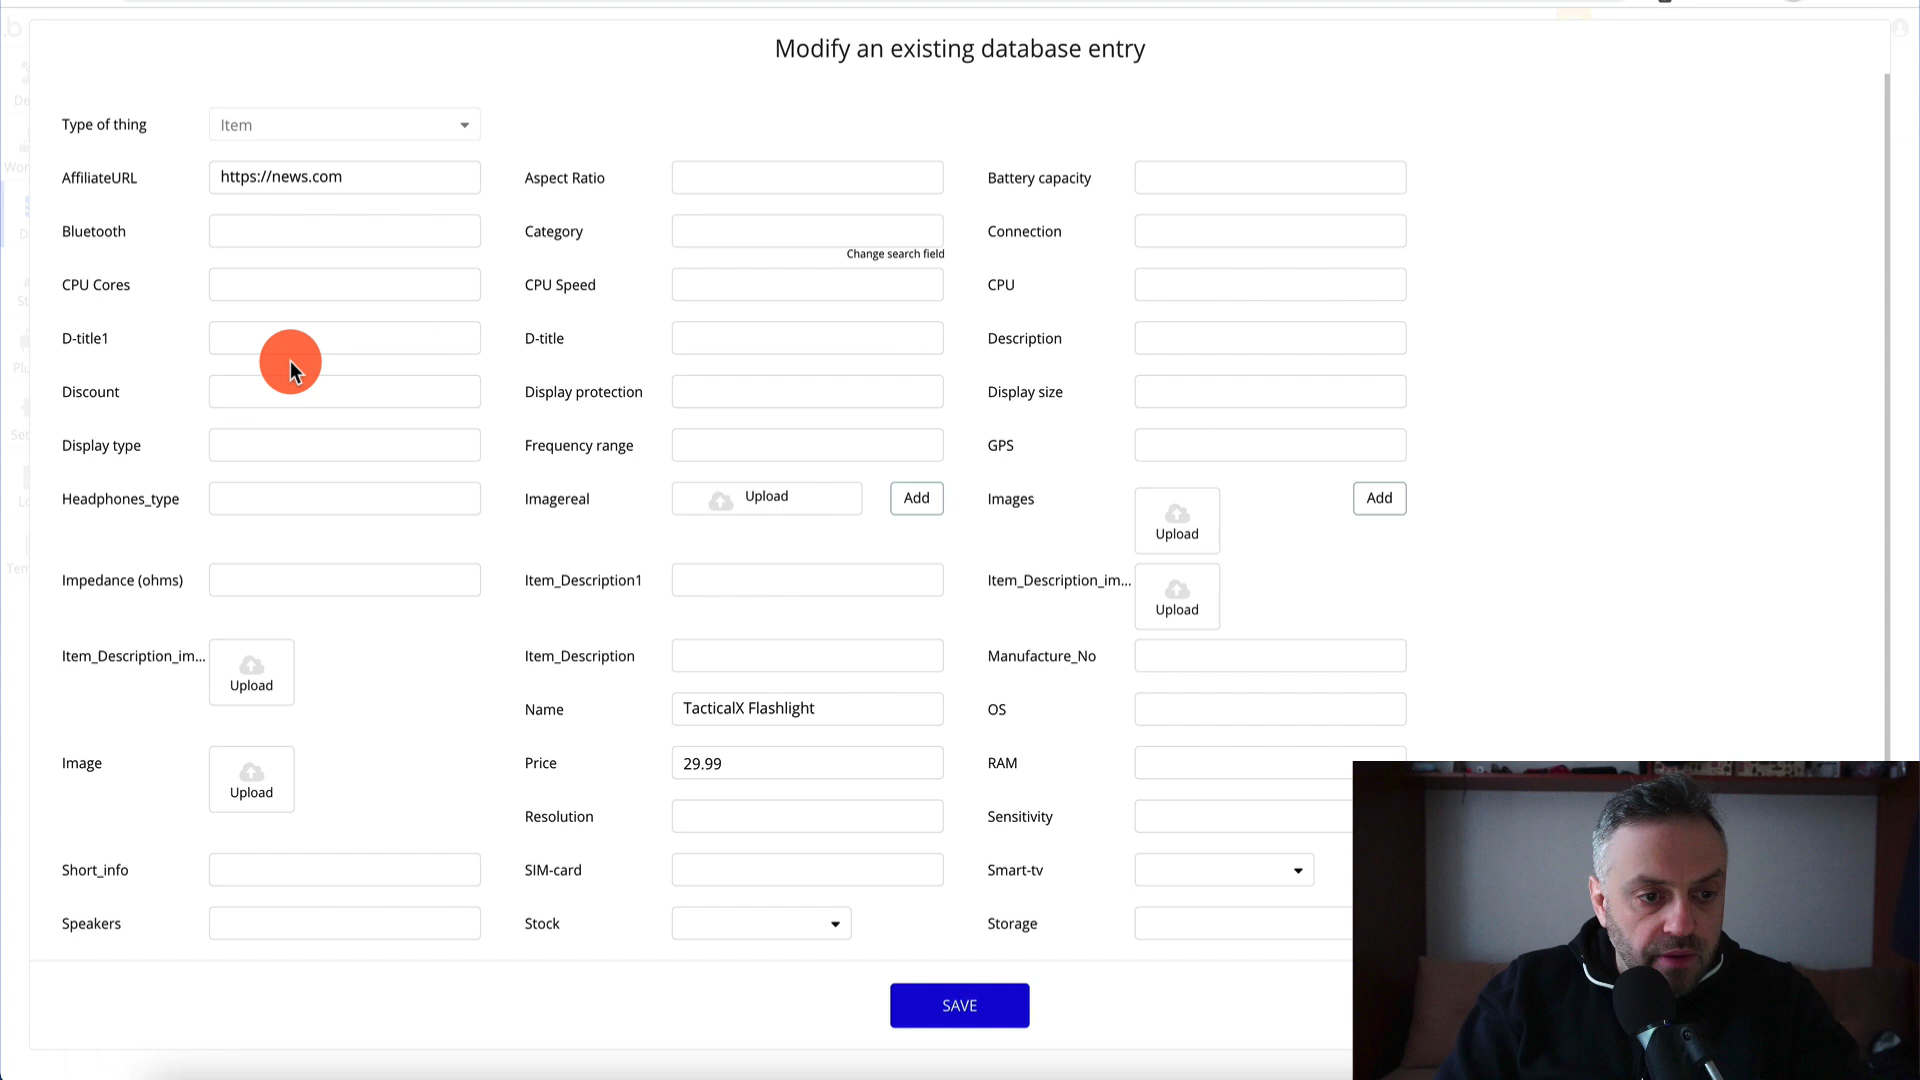 Modify an existing database entry
Type of thing Item
AffiliateURL https://news.com Aspect Ratio Battery capacity
Bluetooth Category Connection
Change search field
CPU Cores CPU Speed CPU
D-title1 D-title Description
Discount Display protection Display size
Display type Frequency range GPS
Headphones_type Imagereal Upload Add Images Add
Upload
Impedance (ohms) Item_Description1 Item_Description_im...
Upload
Item_Description_im... Item_Description Manufacture_No
Upload
Name TacticalX Flashlight OS
Image Price 29.99 RAM
Upload
Resolution Sensitivity
Short_info SIM-card Smart-tv
Speakers Stock Storage
SAVE